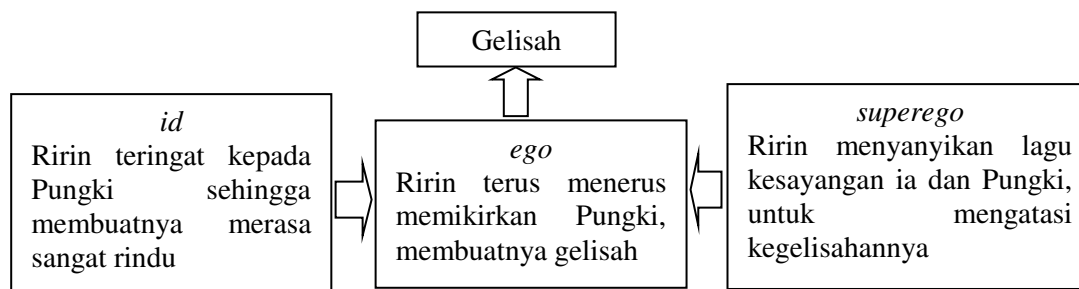 Gelisah
id
Ririn teringat kepada
Pungki sehingga
membuatnya merasa
sangat rindu
ego
Ririn terus menerus
memikirkan Pungki,
membuatnya gelisah
superego
Ririn menyanyikan lagu
kesayangan ia dan Pungki,
untuk mengatasi
kegelisahannya